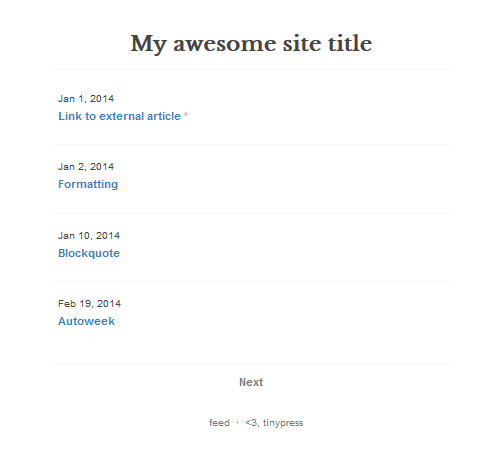 My awesome site title
Jan 1, 2014
Link to external article *
Jan 2, 2014
Formatting
Jan 10, 2014
Blockquote
Feb 19, 2014
Autoweek
Next
feed · <3, tinypress